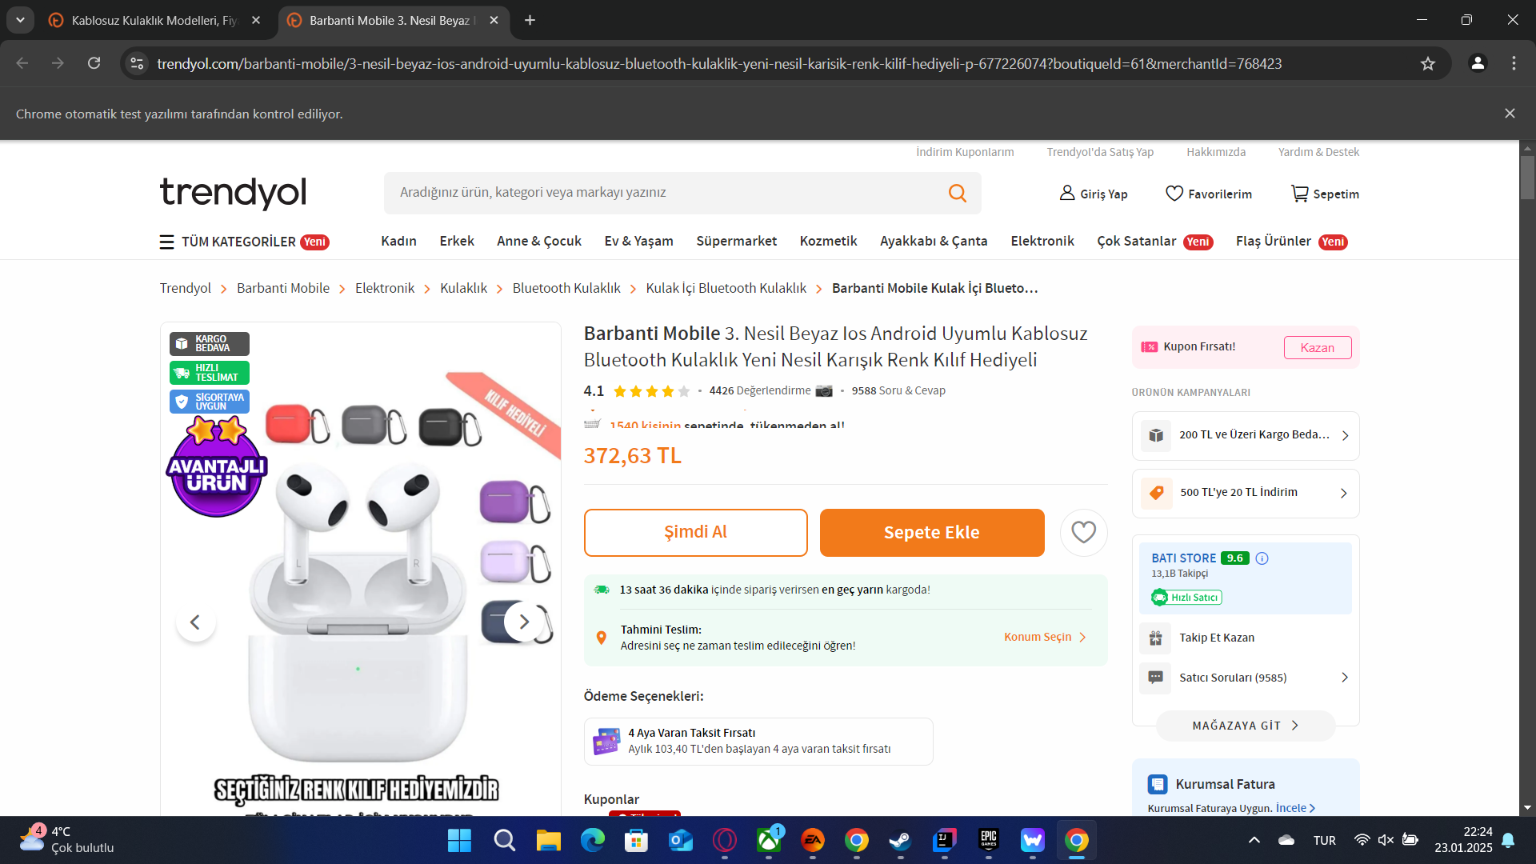 Kablosuz Kulaklık Modelleri, Fiy
Barbanti Mobile 3. Nesil Beyaz I
trendyol.com/barbanti-mobile/3-nesil-beyaz-ios-android-uyumlu-kablosuz-bluetooth-kulaklik-yeni-nesil-karisik-renk-kilif-hediyeli-p-677226074?boutiqueId=61&merchantId=768423
Chrome otomatik test yazılımı tarafından kontrol ediliyor.
İndirim Kuponlarım
Trendyol'da Satış Yap
Hakkımızda
Yardım & Destek
trendyol
Aradığınız ürün, kategori veya markayı yazınız
Giriş Yap
Favorilerim
Sepetim
TÜM KATEGORİLER Yeni
Kadın
Erkek
Anne & Çocuk
Ev & Yaşam
Süpermarket
Kozmetik
Ayakkabı & Çanta
Elektronik
Çok Satanlar Yeni
Flaş Ürünler Yeni
Trendyol > Barbanti Mobile > Elektronik > Kulaklık > Bluetooth Kulaklık > Kulak İçi Bluetooth Kulaklık > Barbanti Mobile Kulak İçi Blueto...
KARGO
BEDAVA
HIZLI
TESLİMAT
SİGORTAYA
UYGUN
AVANTAJLI
ÜRÜN
KILIF HEDİYELİ
L
R
SEÇTİĞİNİZ RENK KILIF HEDİYEMİZDİR
Barbanti Mobile 3. Nesil Beyaz Ios Android Uyumlu Kablosuz
Bluetooth Kulaklık Yeni Nesil Karışık Renk Kılıf Hediyeli
4.1
4426 Değerlendirme
9588 Soru & Cevap
1540 kişinin sepetinde, tükenmeden al!
372,63 TL
Şimdi Al
Sepete Ekle
13 saat 36 dakika içinde sipariş verirsen en geç yarın kargoda!
Tahmini Teslim:
Adresini seç ne zaman teslim edileceğini öğren!
Konum Seçin
Ödeme Seçenekleri:
4 Aya Varan Taksit Fırsatı
Aylık 103,40 TL'den başlayan 4 aya varan taksit fırsatı
Kuponlar
Kupon Fırsatı!
Kazan
ÜRÜNÜN KAMPANYALARI
200 TL ve Üzeri Kargo Beda...
500 TL'ye 20 TL İndirim
BATI STORE 9.6
13,1B Takipçi
Hızlı Satıcı
Takip Et Kazan
Satıcı Soruları (9585)
MAĞAZAYA GİT
Kurumsal Fatura
Kurumsal Faturaya Uygun. İncele
4
4°C
Çok bulutlu
1
EPIC
GAMES
TUR
22:24
23.01.2025